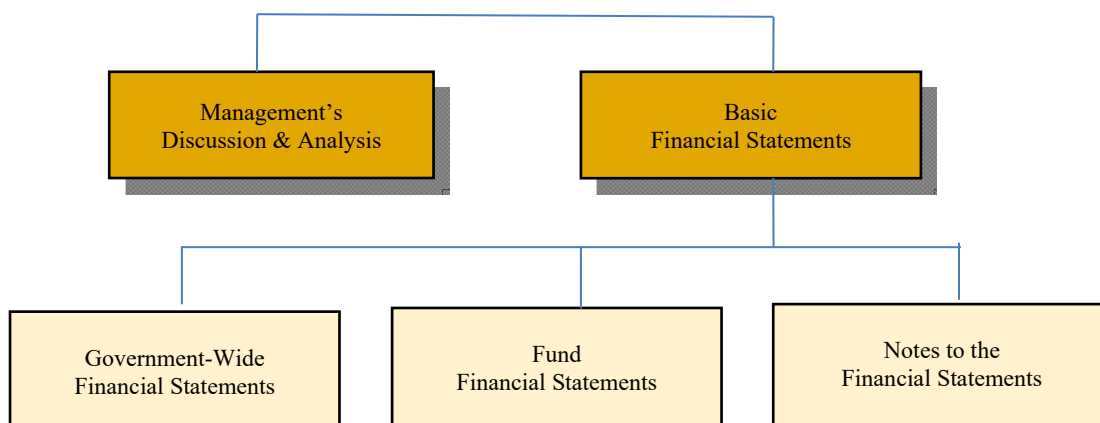 Management’s
Discussion & Analysis
Basic
Financial Statements
Government-Wide
Financial Statements
Fund
Financial Statements
Notes to the
Financial Statements